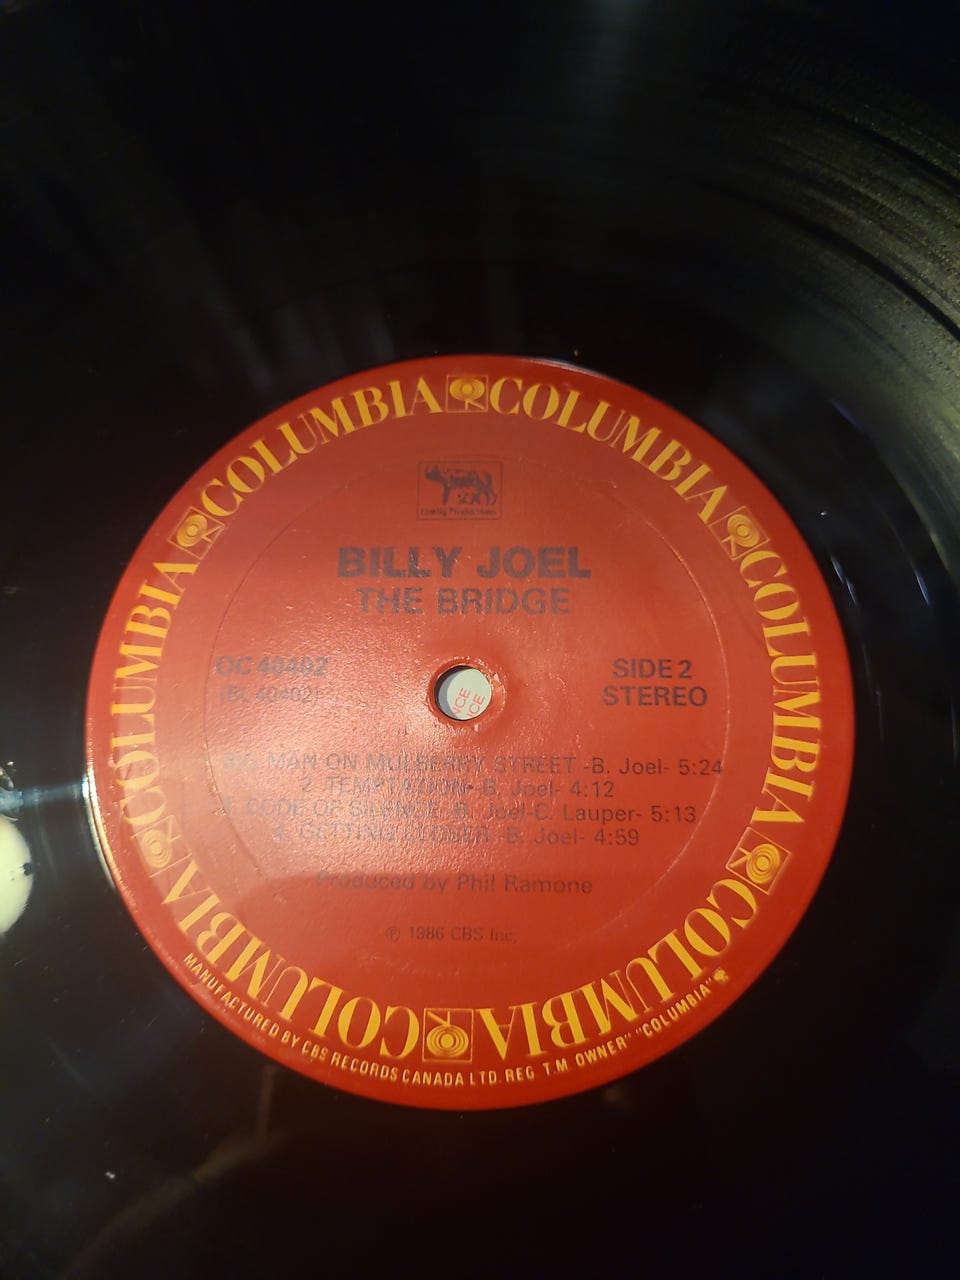 COLUMBIA COLUMBIA COLUMBIA COLUMBIA COLUMBIA COLUMBIA
Family Productions
BILLY JOEL
THE BRIDGE
OC 40402
(BL 40402)
SIDE 2
STEREO
BIG MAN ON MULBERRY STREET -B. Joel- 5:24
2. TEMPTATION- B. Joel- 4:12
3. CODE OF SILENCE -B. Joel-C. Lauper- 5:13
4. GETTING CLOSER -B. Joel- 4:59
Produced by Phil Ramone
℗ 1986 CBS Inc.
MANUFACTURED BY CBS RECORDS CANADA LTD. REG T.M OWNER" "COLUMBIA"